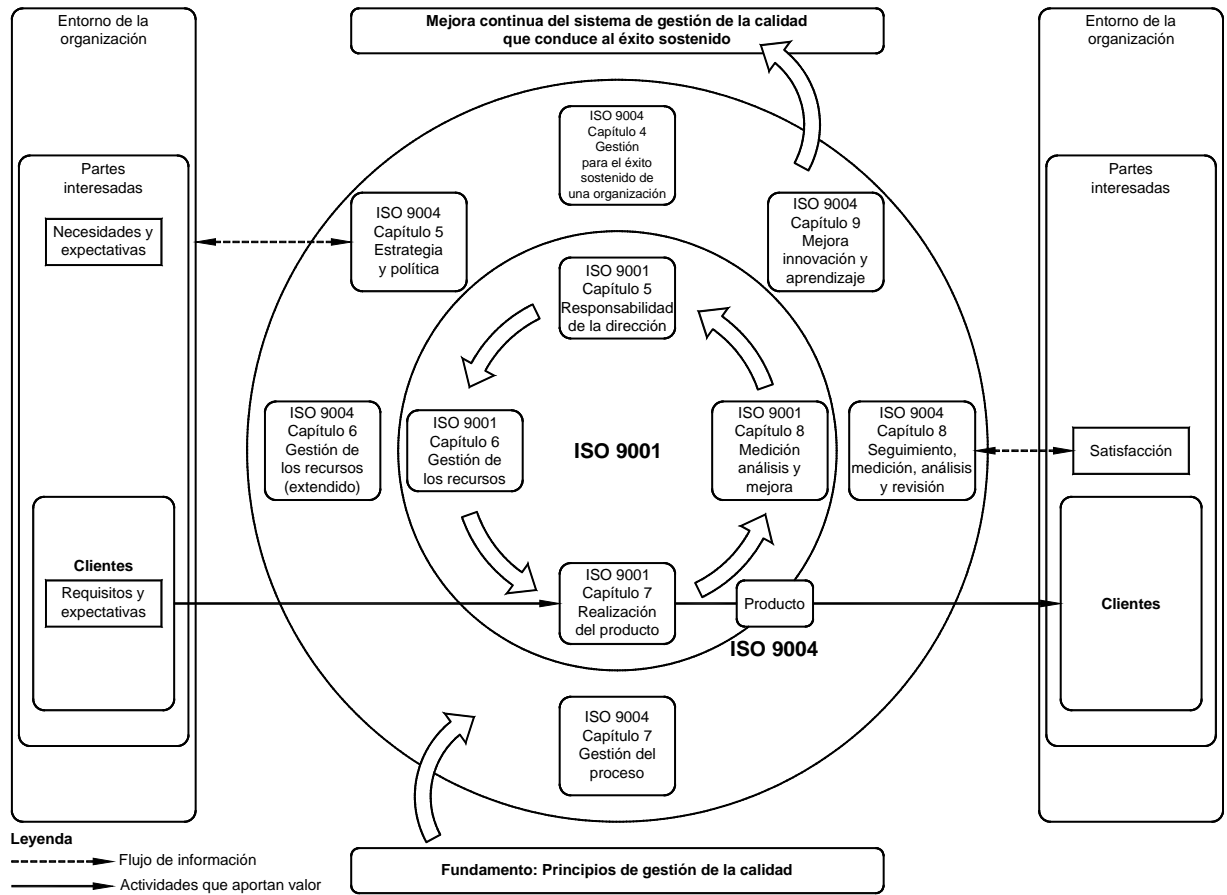 Entorno de la
organización
Mejora continua del sistema de gestión de la calidad
que conduce al éxito sostenido
Entorno de la
organización
Partes
interesadas
Necesidades y
expectativas
ISO 9004
Capítulo 5
Estrategia
y política
ISO 9004
Capítulo 4
Gestión
para el éxito
sostenido de
una organización
ISO 9004
Capítulo 9
Mejora
innovación y
aprendizaje
Partes
interesadas
ISO 9001
Capítulo 5
Responsabilidad
de la dirección
ISO 9004
Capítulo 6
Gestión de
los recursos
(extendido)
ISO 9001
Capítulo 6
Gestión de
los recursos
ISO 9001
ISO 9001
Capítulo 8
Medición
análisis y
mejora
ISO 9004
Capítulo 8
Seguimiento,
medición, análisis
y revisión
Satisfacción
Clientes
Requisitos y
expectativas
ISO 9001
Capítulo 7
Realización
del producto
Producto
Clientes
ISO 9004
ISO 9004
Capítulo 7
Gestión del
proceso
Leyenda
Flujo de información
Actividades que aportan valor
Fundamento: Principios de gestión de la calidad